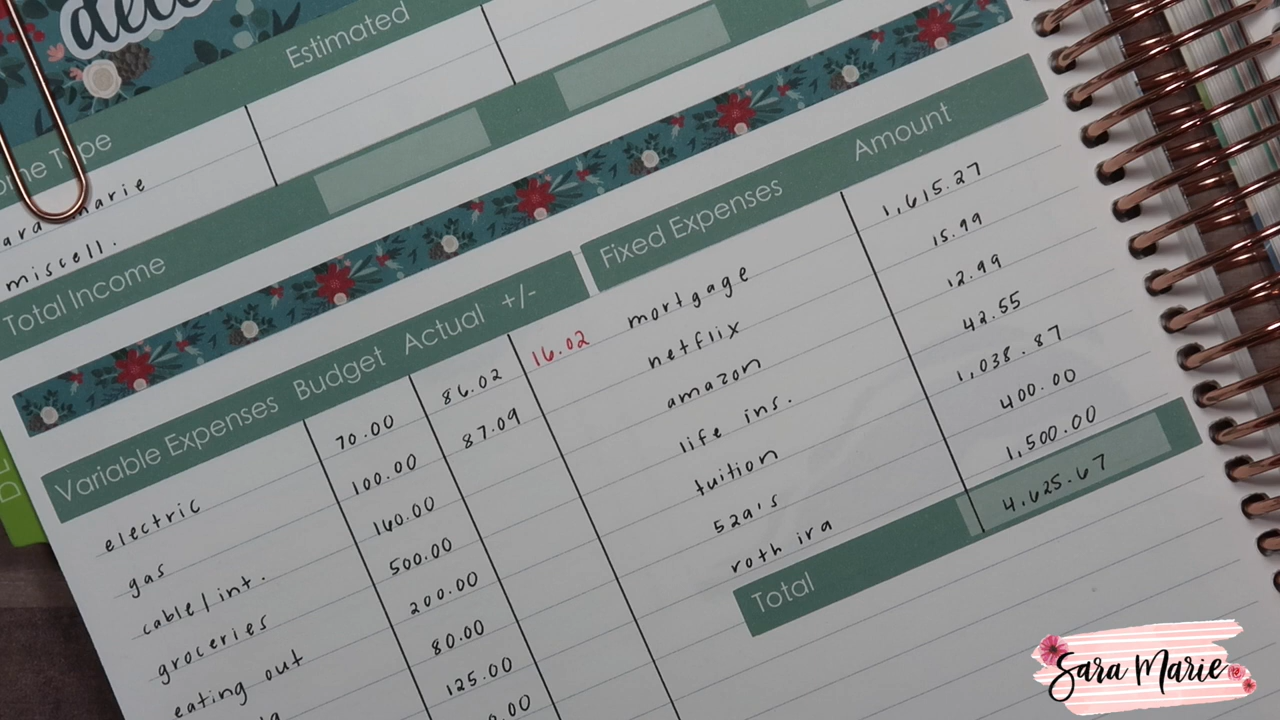 Estimated
marie
miscell.
Total Income
Variable Expenses Budget Actual +/-
electric 70.00 86.02 16.02
gas 100.00 87.09
cable/int. 160.00
groceries 500.00
eating out 200.00
80.00
125.00
Fixed Expenses Amount
mortgage 1,615.27
netflix 15.99
amazon 12.99
life ins. 42.55
tuition 1,038.87
529's 400.00
roth ira 1,500.00
Total 4,625.67
Sara Marie